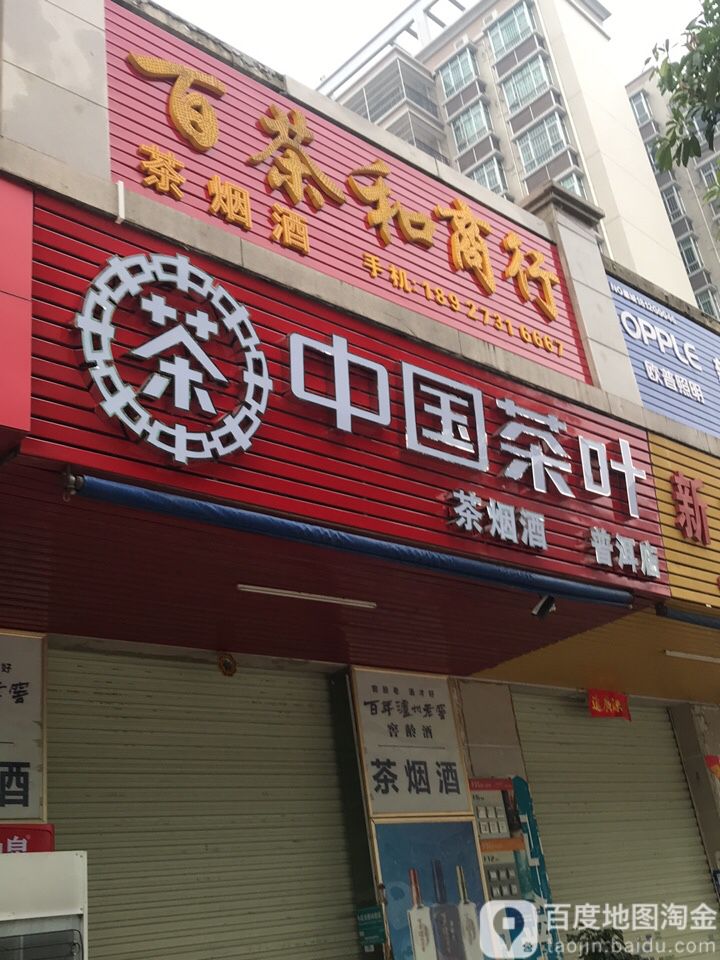 百茶和商行
茶烟酒
手机:18927316667
茶
中国茶叶
茶烟酒 普洱店
OPPLE
欧普照明
新
百年泸州老窖
窖龄酒
茶烟酒
老窖
酒
百度地图淘金
taojin.baidu.com